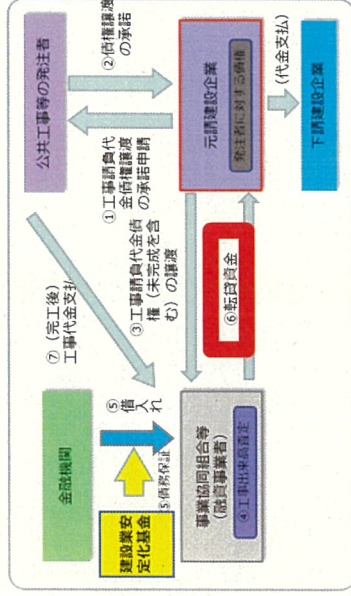 公共工事等の発注者
②債権譲渡
の承諾
①工事請負代
金債権譲渡
の承諾申請
元請建設企業
発注者に対する債権
(代金支払)
下請建設企業
⑦(完工後)
工事代金支払
③工事請負代金債
権(未完成を含
む)の譲渡
⑥転貸資金
金融機関
⑤
借
入
れ
⑤債務保証
建設業安
定化基金
事業協同組合等
(融資事業者)
④工事出来高査定